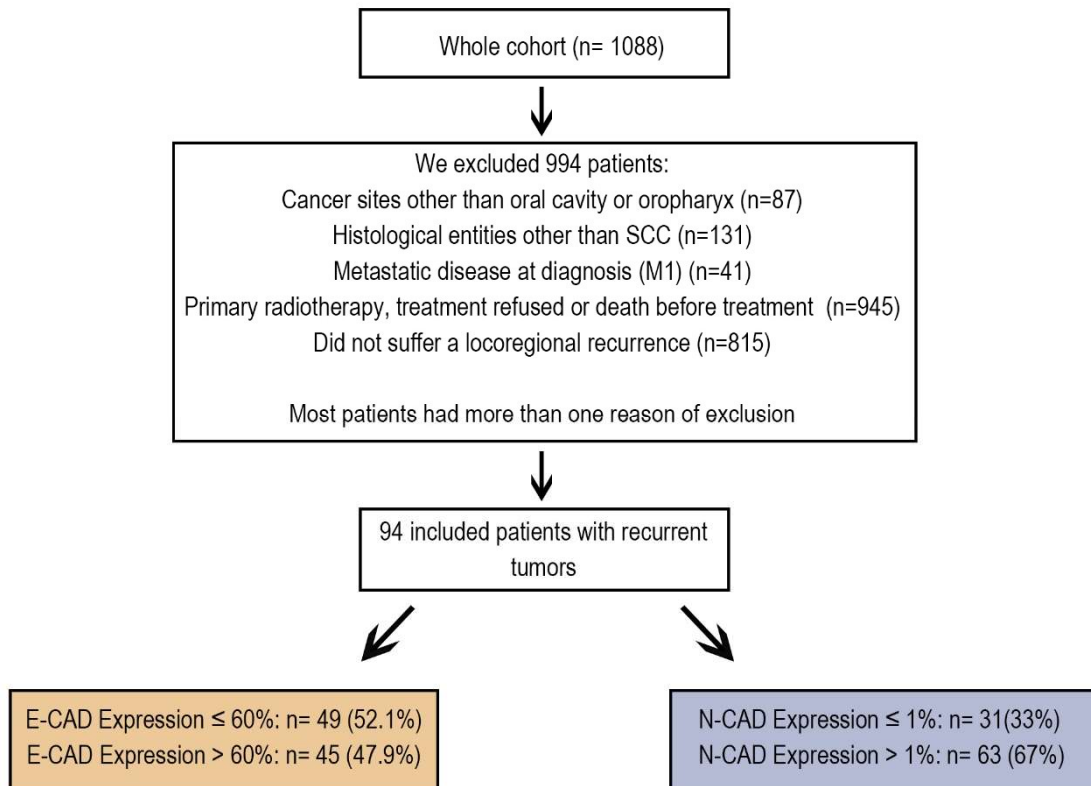 Whole cohort (n= 1088)
We excluded 994 patients:
Cancer sites other than oral cavity or oropharyx (n=87)
Histological entities other than SCC (n=131)
Metastatic disease at diagnosis (M1) (n=41)
Primary radiotherapy, treatment refused or death before treatment (n=945)
Did not suffer a locoregional recurrence (n=815)
Most patients had more than one reason of exclusion
94 included patients with recurrent
tumors
E-CAD Expression ≤ 60%: n= 49 (52.1%)
E-CAD Expression > 60%: n= 45 (47.9%)
N-CAD Expression ≤ 1%: n= 31(33%)
N-CAD Expression > 1%: n= 63 (67%)